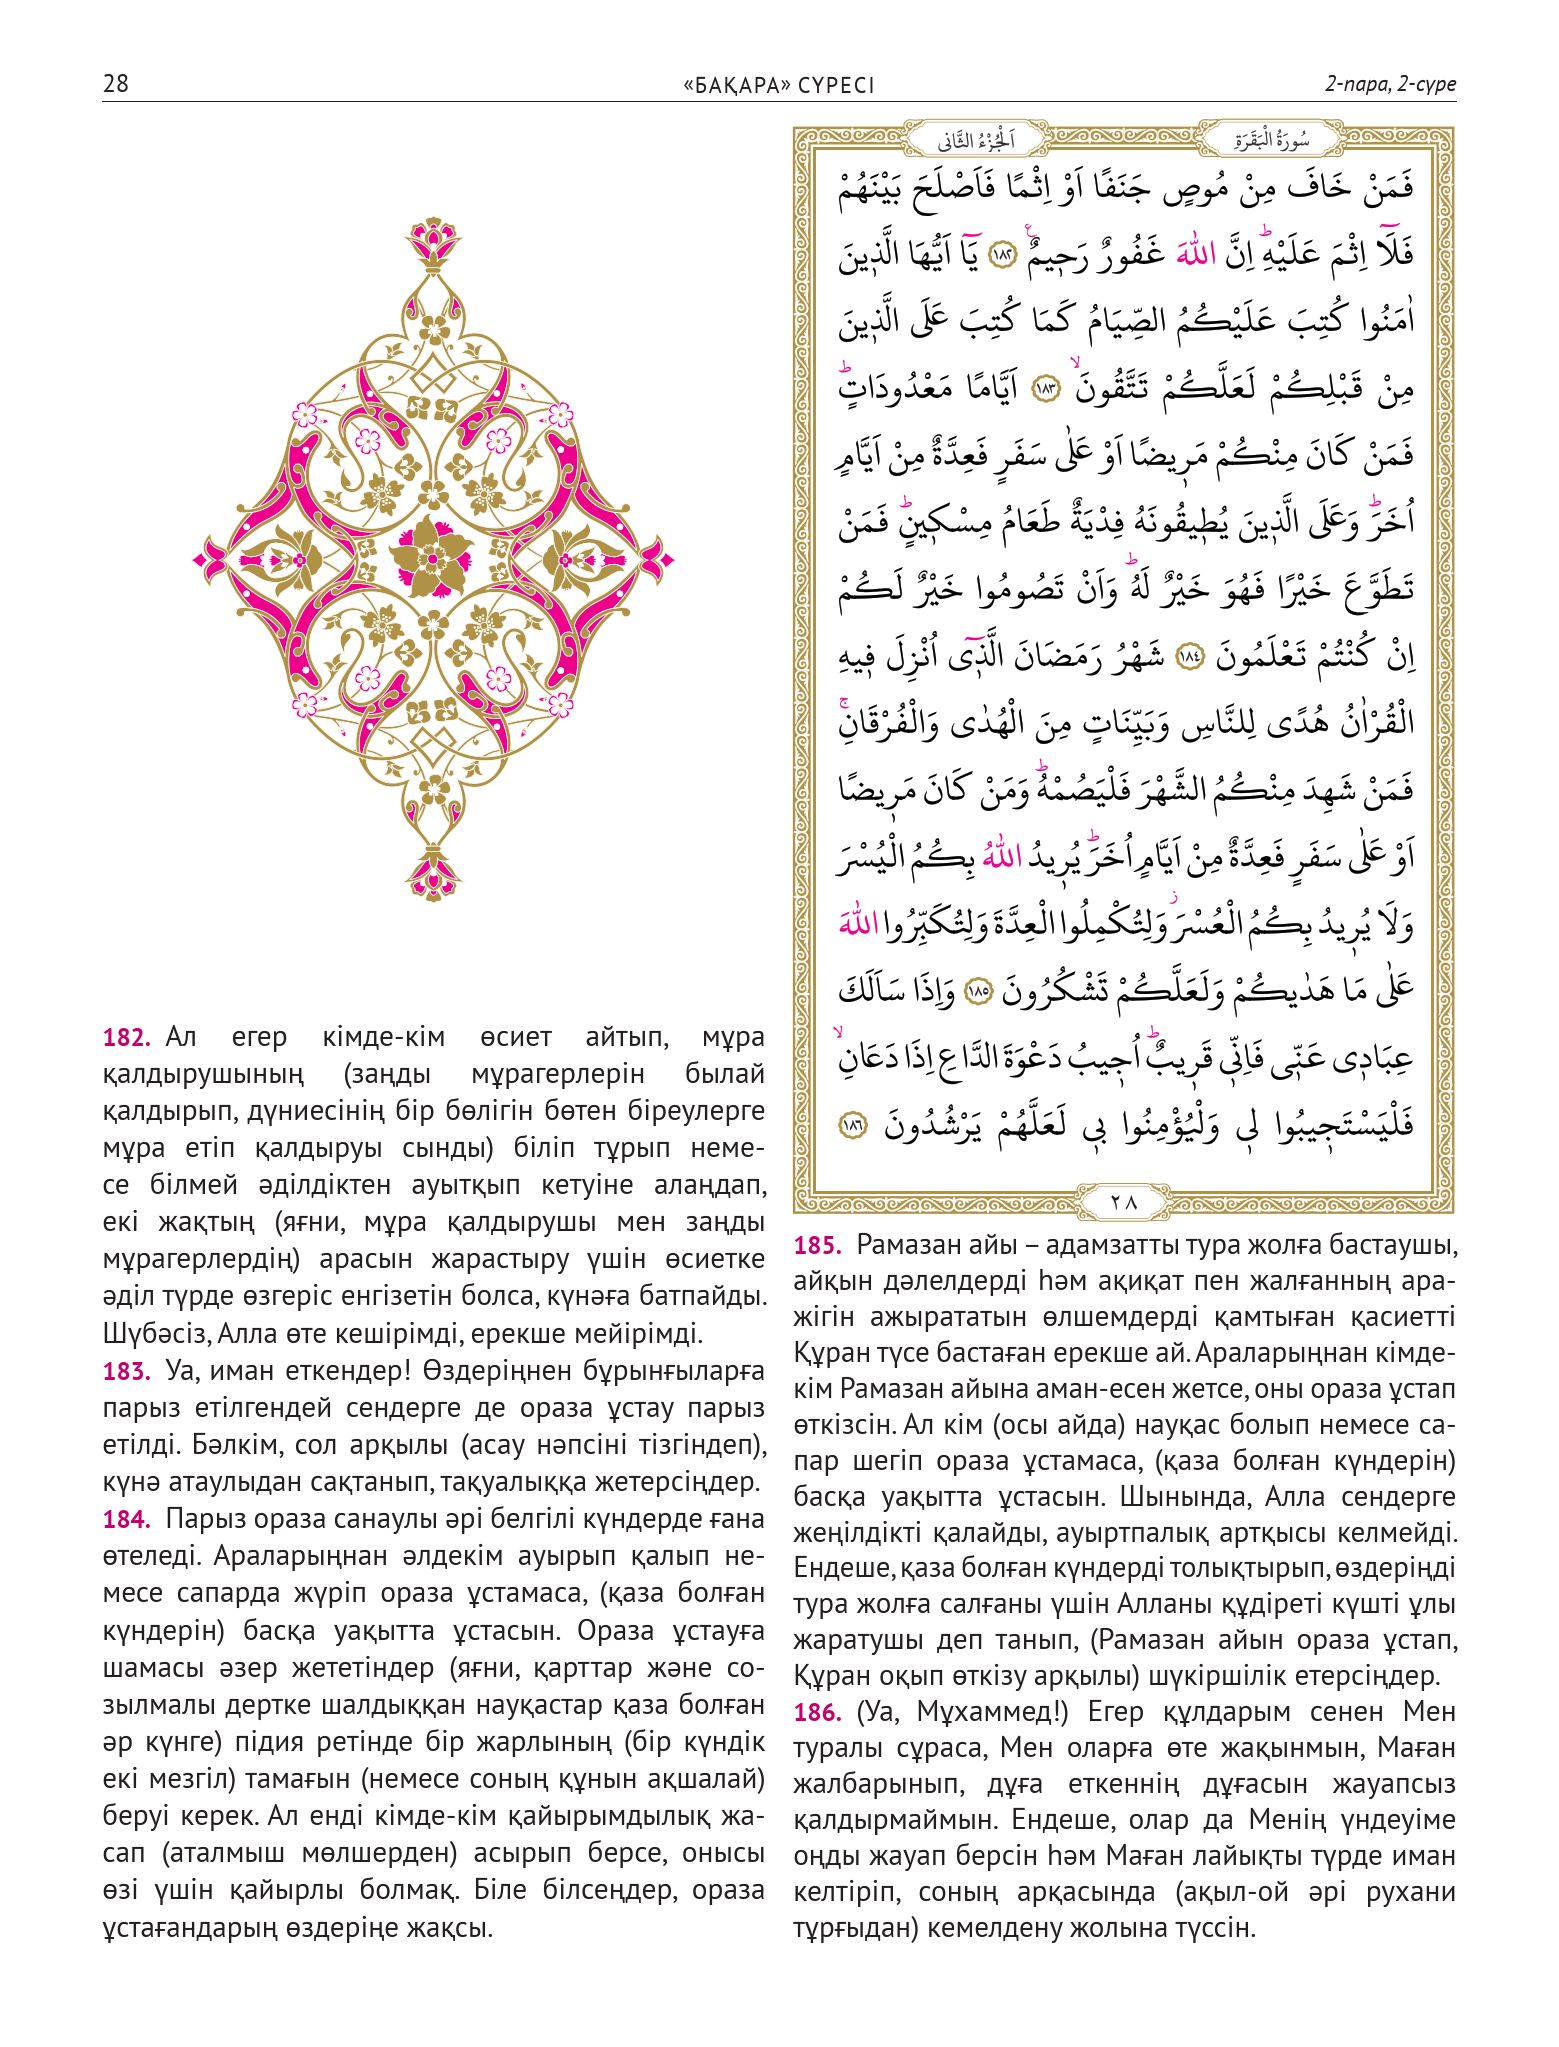 28
«БАҚАРА» СҮРЕСІ
2-пара, 2-сүре
سُورَةُ الْبَقَرَةِ
اَلْجُزْءُ الثَّانِى
فَمَنْ خَافَ مِنْ مُوصٍ جَنَفًا اَوْ اِثْمًا فَاَصْلَحَ بَيْنَهُمْ
فَلَٓا اِثْمَ عَلَيْهِۜ اِنَّ اللّٰهَ غَفُورٌ رَح۪يمٌ۟ ﴿١٨٢﴾ يَٓا اَيُّهَا الَّذ۪ينَ
اٰمَنُوا كُتِبَ عَلَيْكُمُ الصِّيَامُ كَمَا كُتِبَ عَلَى الَّذ۪ينَ
مِنْ قَبْلِكُمْ لَعَلَّكُمْ تَتَّقُونَۙ ﴿١٨٣﴾ اَيَّامًا مَعْدُودَاتٍۜ
فَمَنْ كَانَ مِنْكُمْ مَر۪يضًا اَوْ عَلٰى سَفَرٍ فَعِدَّةٌ مِنْ اَيَّامٍ
اُخَرَۜ وَعَلَى الَّذ۪ينَ يُط۪يقُونَهُ فِدْيَةٌ طَعَامُ مِسْك۪ينٍۜ فَمَنْ
تَطَوَّعَ خَيْرًا فَهُوَ خَيْرٌ لَهُۜ وَاَنْ تَصُومُوا خَيْرٌ لَكُمْ
اِنْ كُنْتُمْ تَعْلَمُونَ ﴿١٨٤﴾ شَهْرُ رَمَضَانَ الَّذ۪ٓى اُنْزِلَ ف۪يهِ
الْقُرْاٰنُ هُدًى لِلنَّاسِ وَبَيِّنَاتٍ مِنَ الْهُدٰى وَالْفُرْقَانِۚ
فَمَنْ شَهِدَ مِنْكُمُ الشَّهْرَ فَلْيَصُمْهُۜ وَمَنْ كَانَ مَر۪يضًا
اَوْ عَلٰى سَفَرٍ فَعِدَّةٌ مِنْ اَيَّامٍ اُخَرَۜ يُر۪يدُ اللّٰهُ بِكُمُ الْيُسْرَ
وَلَا يُر۪يدُ بِكُمُ الْعُسْرَۘ وَلِتُكْمِلُوا الْعِدَّةَ وَلِتُكَبِّرُوا اللّٰهَ
عَلٰى مَا هَدٰيكُمْ وَلَعَلَّكُمْ تَشْكُرُونَ ﴿١٨٥﴾ وَاِذَا سَاَلَكَ
عِبَاد۪ى عَنّ۪ى فَاِنّ۪ى قَر۪يبٌۜ اُج۪يبُ دَعْوَةَ الدَّاعِ اِذَا دَعَانِۙ
فَلْيَسْتَج۪يبُوا ل۪ى وَلْيُؤْمِنُوا ب۪ى لَعَلَّهُمْ يَرْشُدُونَ ﴿١٨٦﴾
٢٨
182. Ал егер кімде-кім өсиет айтып, мұра
қалдырушының (заңды мұрагерлерін былай
қалдырып, дүниесінің бір бөлігін бөтен біреулерге
мұра етіп қалдыруы сынды) біліп тұрып неме-
се білмей әділдіктен ауытқып кетуіне алаңдап,
екі жақтың (яғни, мұра қалдырушы мен заңды
мұрагерлердің) арасын жарастыру үшін өсиетке
әділ түрде өзгеріс енгізетін болса, күнәға батпайды.
Шүбәсіз, Алла өте кешірімді, ерекше мейірімді.
183. Уа, иман еткендер! Өздеріңнен бұрынғыларға
парыз етілгендей сендерге де ораза ұстау парыз
етілді. Бәлкім, сол арқылы (асау нәпсіні тізгіндеп),
күнә атаулыдан сақтанып, тақуалыққа жетерсіңдер.
184. Парыз ораза санаулы әрі белгілі күндерде ғана
өтеледі. Араларыңнан әлдекім ауырып қалып не-
месе сапарда жүріп ораза ұстамаса, (қаза болған
күндерін) басқа уақытта ұстасын. Ораза ұстауға
шамасы әзер жететіндер (яғни, қарттар және со-
зылмалы дертке шалдыққан науқастар қаза болған
әр күнге) підия ретінде бір жарлының (бір күндік
екі мезгіл) тамағын (немесе соның құнын ақшалай)
беруі керек. Ал енді кімде-кім қайырымдылық жа-
сап (аталмыш мөлшерден) асырып берсе, онысы
өзі үшін қайырлы болмақ. Біле білсеңдер, ораза
ұстағандарың өздеріңе жақсы.
185. Рамазан айы – адамзатты тура жолға бастаушы,
айқын дәлелдерді һәм ақиқат пен жалғанның ара-
жігін ажырататын өлшемдерді қамтыған қасиетті
Құран түсе бастаған ерекше ай. Араларыңнан кімде-
кім Рамазан айына аман-есен жетсе, оны ораза ұстап
өткізсін. Ал кім (осы айда) науқас болып немесе са-
пар шегіп ораза ұстамаса, (қаза болған күндерін)
басқа уақытта ұстасын. Шынында, Алла сендерге
жеңілдікті қалайды, ауыртпалық артқысы келмейді.
Ендеше, қаза болған күндерді толықтырып, өздеріңді
тура жолға салғаны үшін Алланы құдіреті күшті ұлы
жаратушы деп танып, (Рамазан айын ораза ұстап,
Құран оқып өткізу арқылы) шүкіршілік етерсіңдер.
186. (Уа, Мұхаммед!) Егер құлдарым сенен Мен
туралы сұраса, Мен оларға өте жақынмын, Маған
жалбарынып, дұға еткеннің дұғасын жауапсыз
қалдырмаймын. Ендеше, олар да Менің үндеуіме
оңды жауап берсін һәм Маған лайықты түрде иман
келтіріп, соның арқасында (ақыл-ой әрі рухани
тұрғыдан) кемелдену жолына түссін.